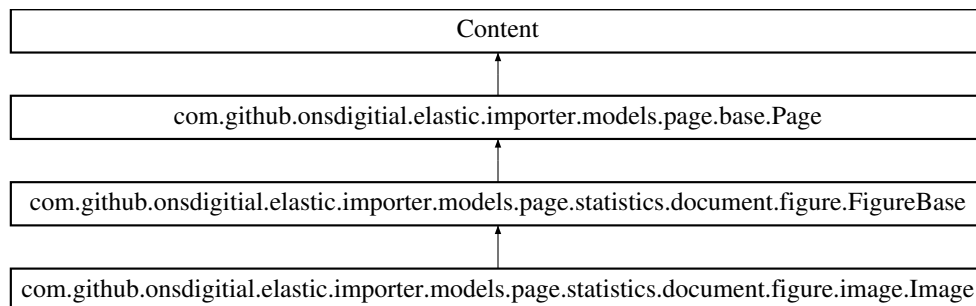 Content
com.github.onsdigitial.elastic.importer.models.page.base.Page
com.github.onsdigitial.elastic.importer.models.page.statistics.document.figure.FigureBase
com.github.onsdigitial.elastic.importer.models.page.statistics.document.figure.image.Image